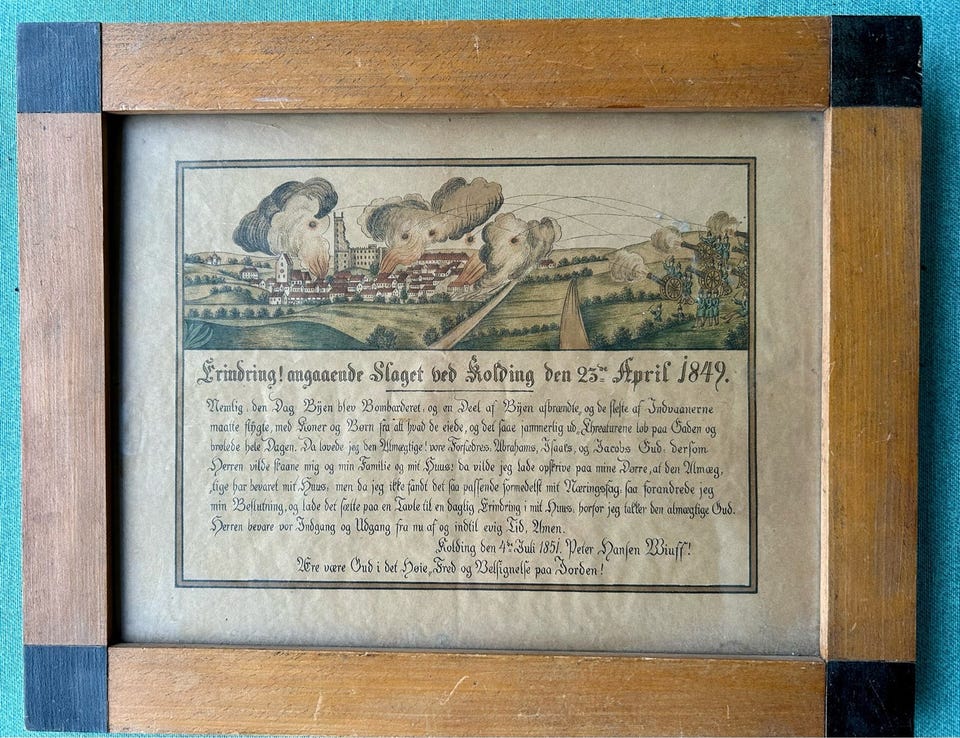 Erindring! angaaende Slaget ved Kolding den 23de April 1849.
Nemlig, den Dag Bÿen blev Bombarderet, og en Deel af Bÿen afbrændte, og de fleste af Indvaanerne
maatte flÿgte med Koner og Børn fra alt hvad de eiede, og det saae jammerlig ud, Chreaturene løb paa Gaden og
brølede hele Dagen. Da lovede jeg den Almægtige! vore Forfædres, Abrahams, Isaaks, og Jacobs Gud, dersom
Herren vilde skaane mig og min Familie og mit Huus! da vilde jeg lade opskrive paa mine Dørre, at den Almæg,
,tige har bevaret mit Huus, men da jeg ikke fandt det saa passende formedelst mit Næringssag, saa forandrede jeg
min Beslutning, og lade det sætte paa en Tavle til en daglig Erindring i mit Huus, horfor jeg takker den almægtige Gud.
Herren bevare vor Indgang og Udgang fra nu af og indtil evig Tid, Amen.
Kolding den 4de Juli 1851. Peter Hansen Wiuff!
Ære være Gud i det Høie, Fred og Velsignelse paa Jorden!